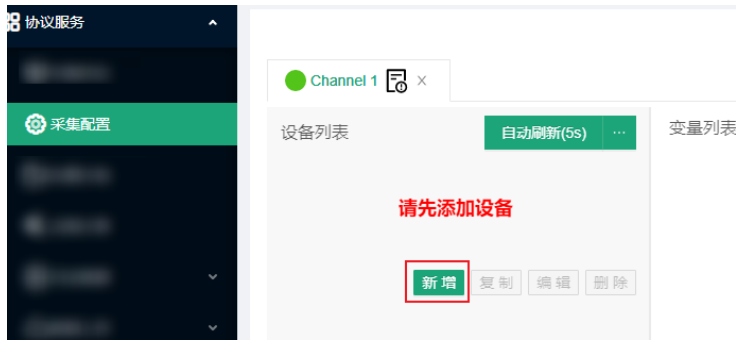 协议服务
Channel 1
采集配置
设备列表
自动刷新(5s)
...
变量列表
请先添加设备
新增
复制
编辑
删除